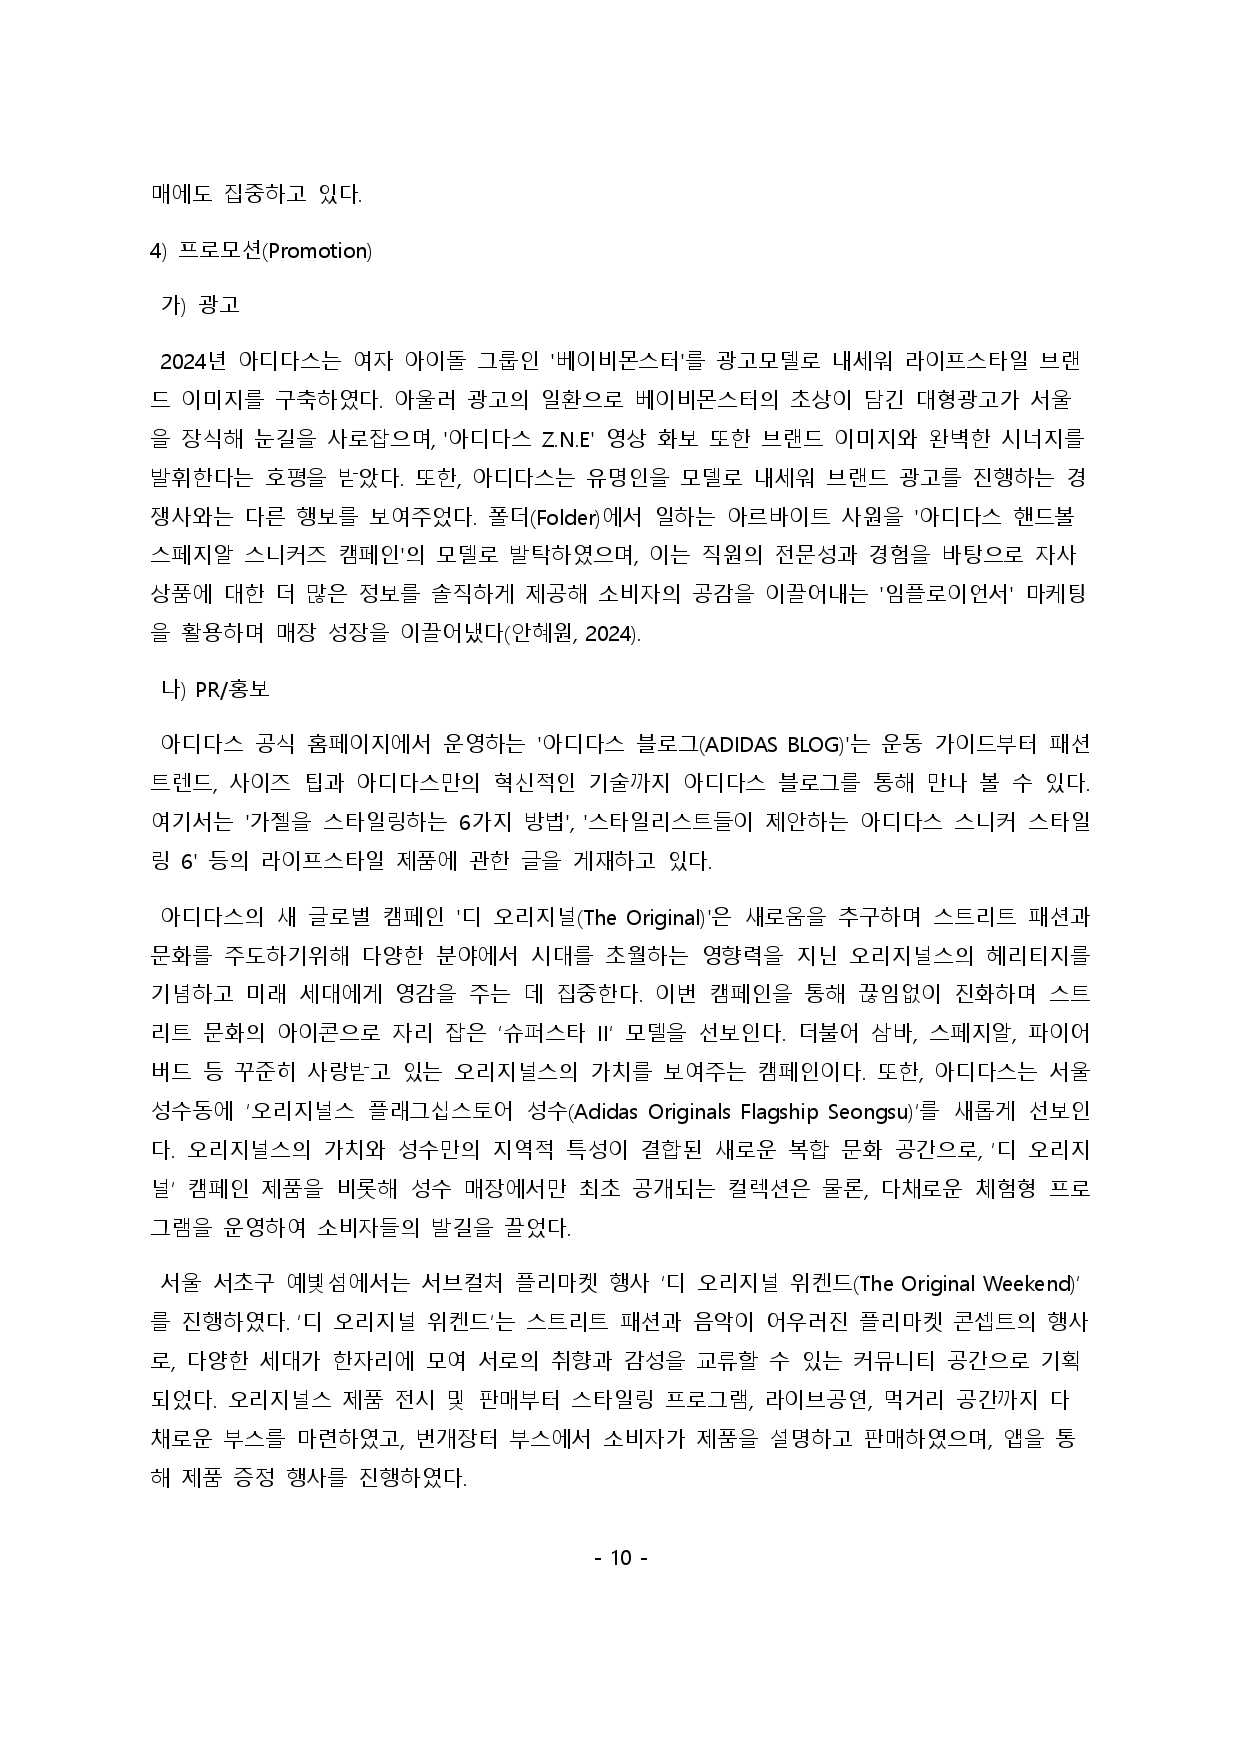 매에도 집중하고 있다.
4) 프로모션(Promotion)
가) 광고
2024년 아디다스는 여자 아이돌 그룹인 '베이비몬스터'를 광고모델로 내세워 라이프스타일 브랜
드 이미지를 구축하였다. 아울러 광고의 일환으로 베이비몬스터의 초상이 담긴 대형광고가 서울
을 장식해 눈길을 사로잡으며, '아디다스 Z.N.E' 영상 화보 또한 브랜드 이미지와 완벽한 시너지를
발휘한다는 호평을 받았다. 또한, 아디다스는 유명인을 모델로 내세워 브랜드 광고를 진행하는 경
쟁사와는 다른 행보를 보여주었다. 폴더(Folder)에서 일하는 아르바이트 사원을 '아디다스 핸드볼
스페지알 스니커즈 캠페인'의 모델로 발탁하였으며, 이는 직원의 전문성과 경험을 바탕으로 자사
상품에 대한 더 많은 정보를 솔직하게 제공해 소비자의 공감을 이끌어내는 '임플로이언서' 마케팅
을 활용하며 매장 성장을 이끌어냈다(안혜원, 2024).
나) PR/홍보
아디다스 공식 홈페이지에서 운영하는 '아디다스 블로그(ADIDAS BLOG)'는 운동 가이드부터 패션
트렌드, 사이즈 팁과 아디다스만의 혁신적인 기술까지 아디다스 블로그를 통해 만나 볼 수 있다.
여기서는 '가젤을 스타일링하는 6가지 방법', '스타일리스트들이 제안하는 아디다스 스니커 스타일
링 6' 등의 라이프스타일 제품에 관한 글을 게재하고 있다.
아디다스의 새 글로벌 캠페인 '디 오리지널(The Original)'은 새로움을 추구하며 스트리트 패션과
문화를 주도하기위해 다양한 분야에서 시대를 초월하는 영향력을 지닌 오리지널스의 헤리티지를
기념하고 미래 세대에게 영감을 주는 데 집중한다. 이번 캠페인을 통해 끊임없이 진화하며 스트
리트 문화의 아이콘으로 자리 잡은 ‘슈퍼스타 II’ 모델을 선보인다. 더불어 삼바, 스페지알, 파이어
버드 등 꾸준히 사랑받고 있는 오리지널스의 가치를 보여주는 캠페인이다. 또한, 아디다스는 서울
성수동에 ‘오리지널스 플래그십스토어 성수(Adidas Originals Flagship Seongsu)’를 새롭게 선보인
다. 오리지널스의 가치와 성수만의 지역적 특성이 결합된 새로운 복합 문화 공간으로, ‘디 오리지
널’ 캠페인 제품을 비롯해 성수 매장에서만 최초 공개되는 컬렉션은 물론, 다채로운 체험형 프로
그램을 운영하여 소비자들의 발길을 끌었다.
서울 서초구 예빛섬에서는 서브컬처 플리마켓 행사 ‘디 오리지널 위켄드(The Original Weekend)’
를 진행하였다. ‘디 오리지널 위켄드’는 스트리트 패션과 음악이 어우러진 플리마켓 콘셉트의 행사
로, 다양한 세대가 한자리에 모여 서로의 취향과 감성을 교류할 수 있는 커뮤니티 공간으로 기획
되었다. 오리지널스 제품 전시 및 판매부터 스타일링 프로그램, 라이브공연, 먹거리 공간까지 다
채로운 부스를 마련하였고, 번개장터 부스에서 소비자가 제품을 설명하고 판매하였으며, 앱을 통
해 제품 증정 행사를 진행하였다.
- 10 -